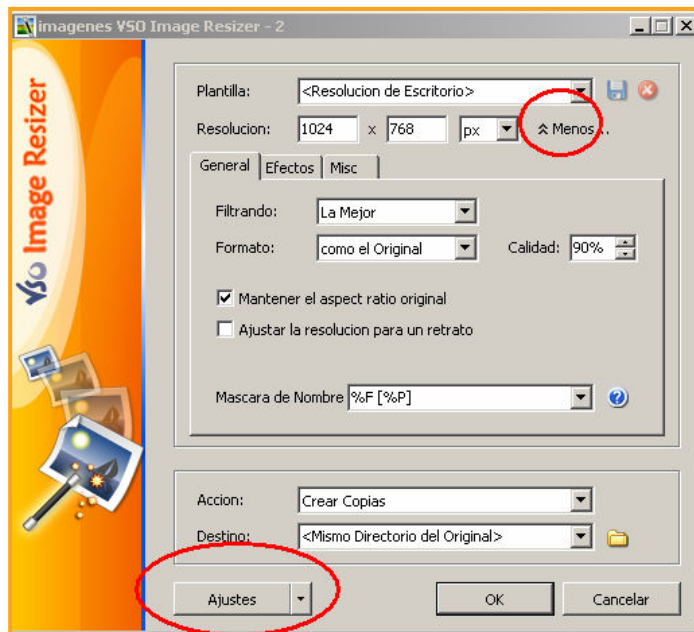 imagenes VSO Image Resizer - 2
VSO Image Resizer
Plantilla: <Resolucion de Escritorio>
Resolucion: 1024 x 768 px Menos...
General Efectos Misc
Filtrando: La Mejor
Formato: como el Original Calidad: 90%
Mantener el aspect ratio original
Ajustar la resolucion para un retrato
Mascara de Nombre %F [%P]
Accion: Crear Copias
Destino: <Mismo Directorio del Original>
Ajustes OK Cancelar